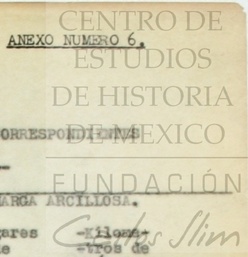 CENTRO DE
ANEXO NUMERO 6.
ESTUDIOS
DE HISTORIA
ORRESPONDIENTES
DE MEXICO
FUNDACIÓN
ARGA ARCILLOSA.
gares -Kilome-
e -tros de
Carlos Slim